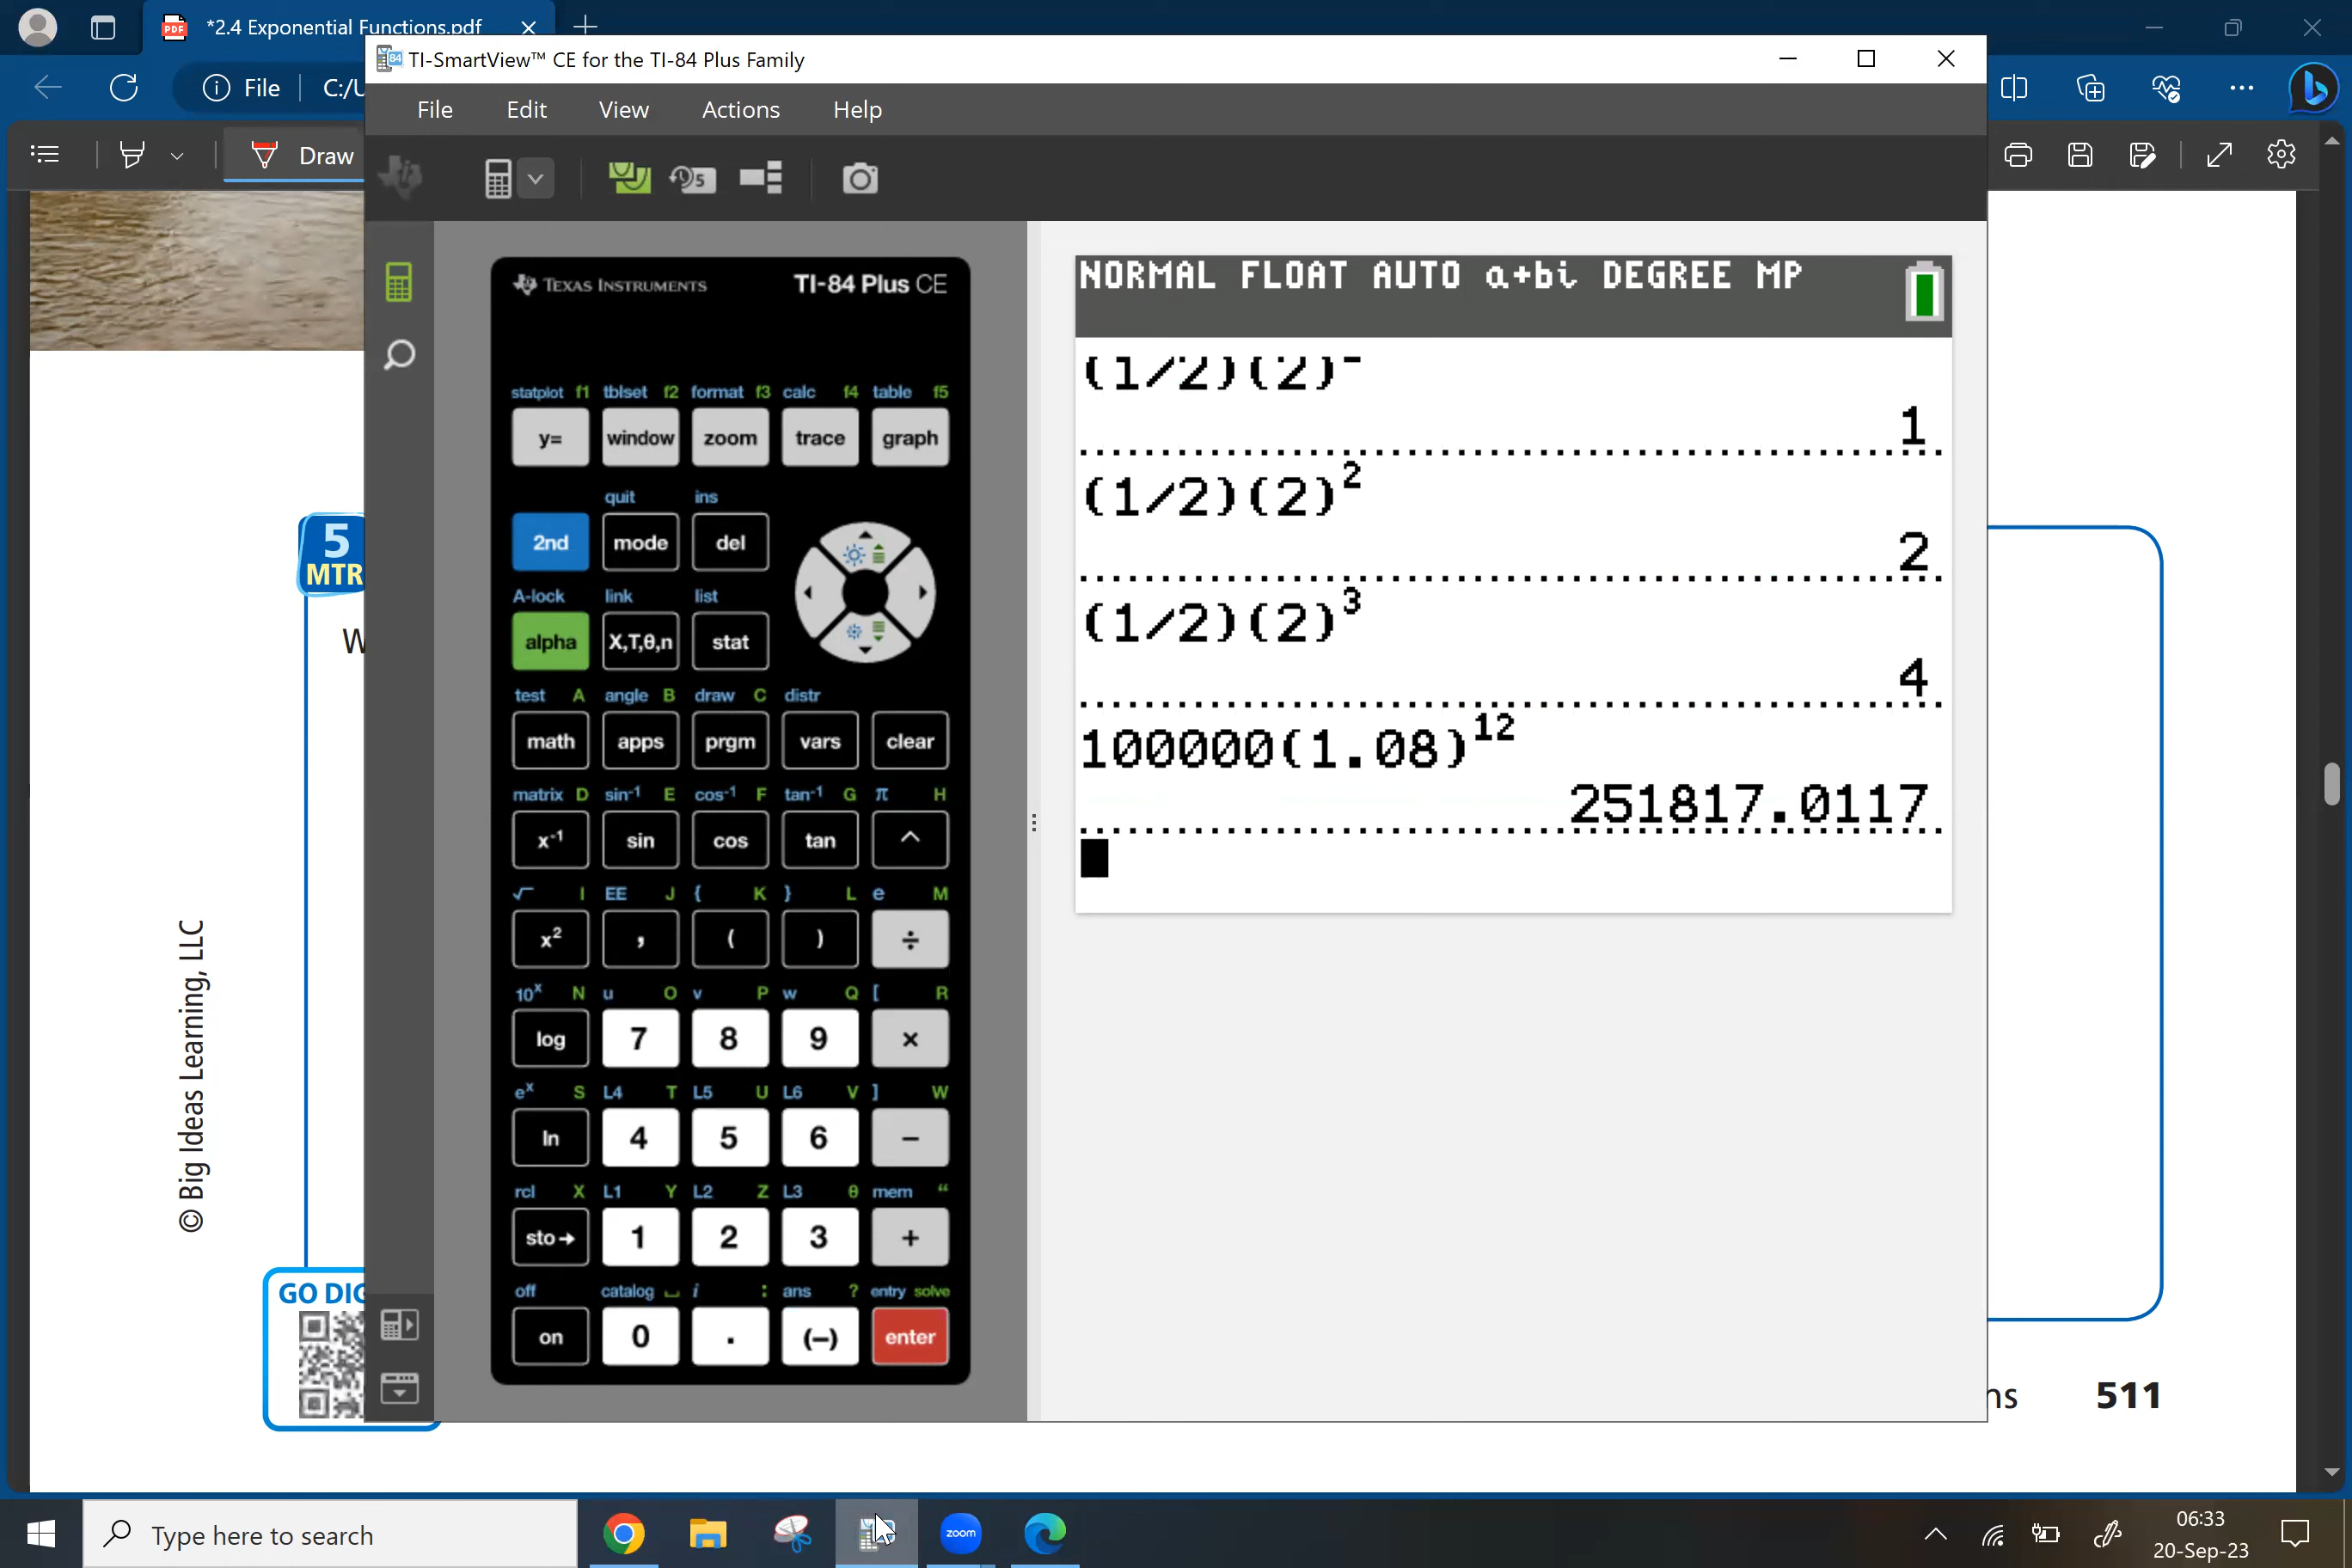 *2.4 Exponential Functions.pdf
File
C:/U
Draw
TI-SmartView™ CE for the TI-84 Plus Family
File Edit View Actions Help
TEXAS INSTRUMENTS TI-84 Plus CE
statplot f1 tblset f2 format f3 calc f4 table f5
y= window zoom trace graph
quit ins
2nd mode del
A-lock link list
alpha X,T,θ,n stat
test A angle B draw C distr
math apps prgm vars clear
matrix D sin⁻¹ E cos⁻¹ F tan⁻¹ G π H
x⁻¹ sin cos tan ^
√ I EE J { K } L e M
x² , ( ) ÷
10ˣ N u O v P w Q [ R
log 7 8 9 ×
eˣ S L4 T L5 U L6 V ] W
ln 4 5 6 −
rcl X L1 Y L2 Z L3 θ mem “
sto→ 1 2 3 +
off catalog ␣ i : ans ? entry solve
on 0 . (−) enter
NORMAL FLOAT AUTO a+bi DEGREE MP
(1/2)(2)
1
(1/2)(2)²
2
(1/2)(2)³
4
100000(1.08)¹²
251817.0117
5
MTR
W
© Big Ideas Learning, LLC
GO DIG
ns 511
Type here to search
zoom
06:33
20-Sep-23